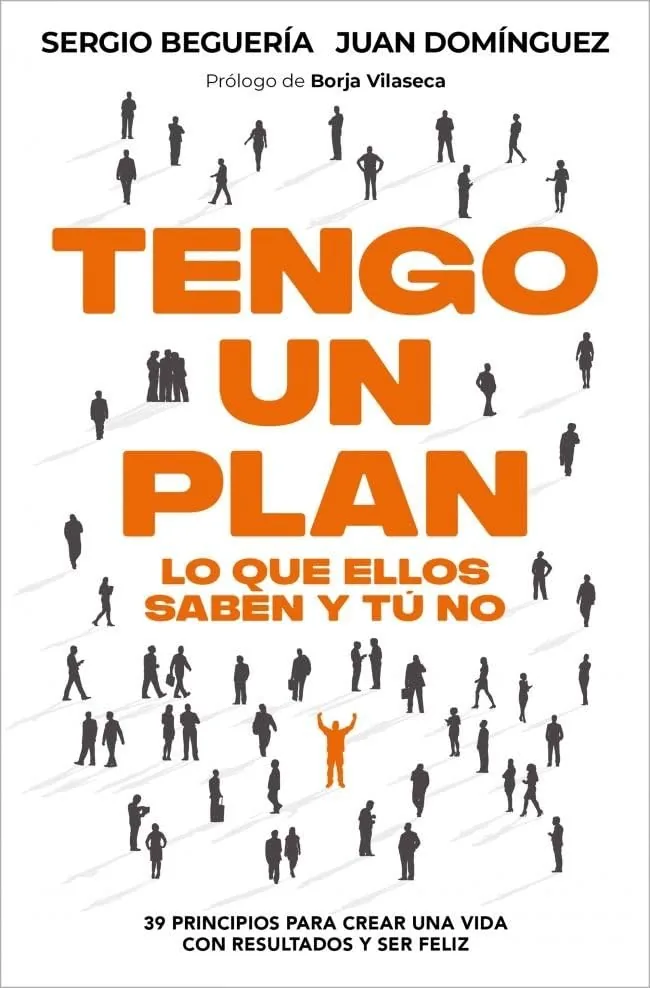 SERGIO BEGUERÍA JUAN DOMÍNGUEZ
Prólogo de Borja Vilaseca
TENGO
UN
PLAN
LO QUE ELLOS
SABEN Y TÚ NO
39 PRINCIPIOS PARA CREAR UNA VIDA
CON RESULTADOS Y SER FELIZ